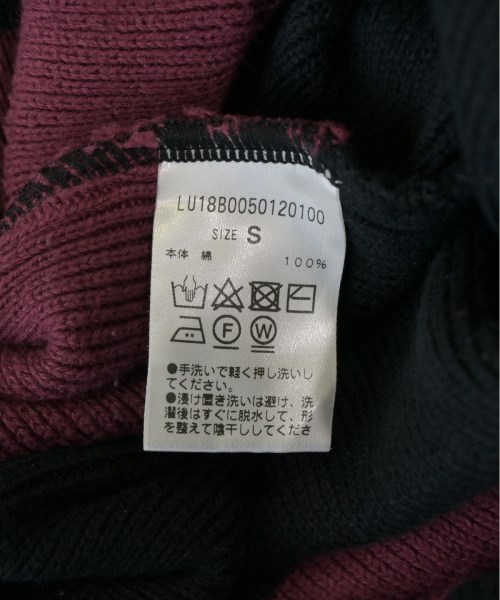 LU18B0050120100
SIZE S
本体 綿 100%
F W
●手洗いで軽く押し洗いし
てください。
●浸け置き洗いは避け、洗
濯後はすぐに脱水して、形
を整えて陰干ししてくださ